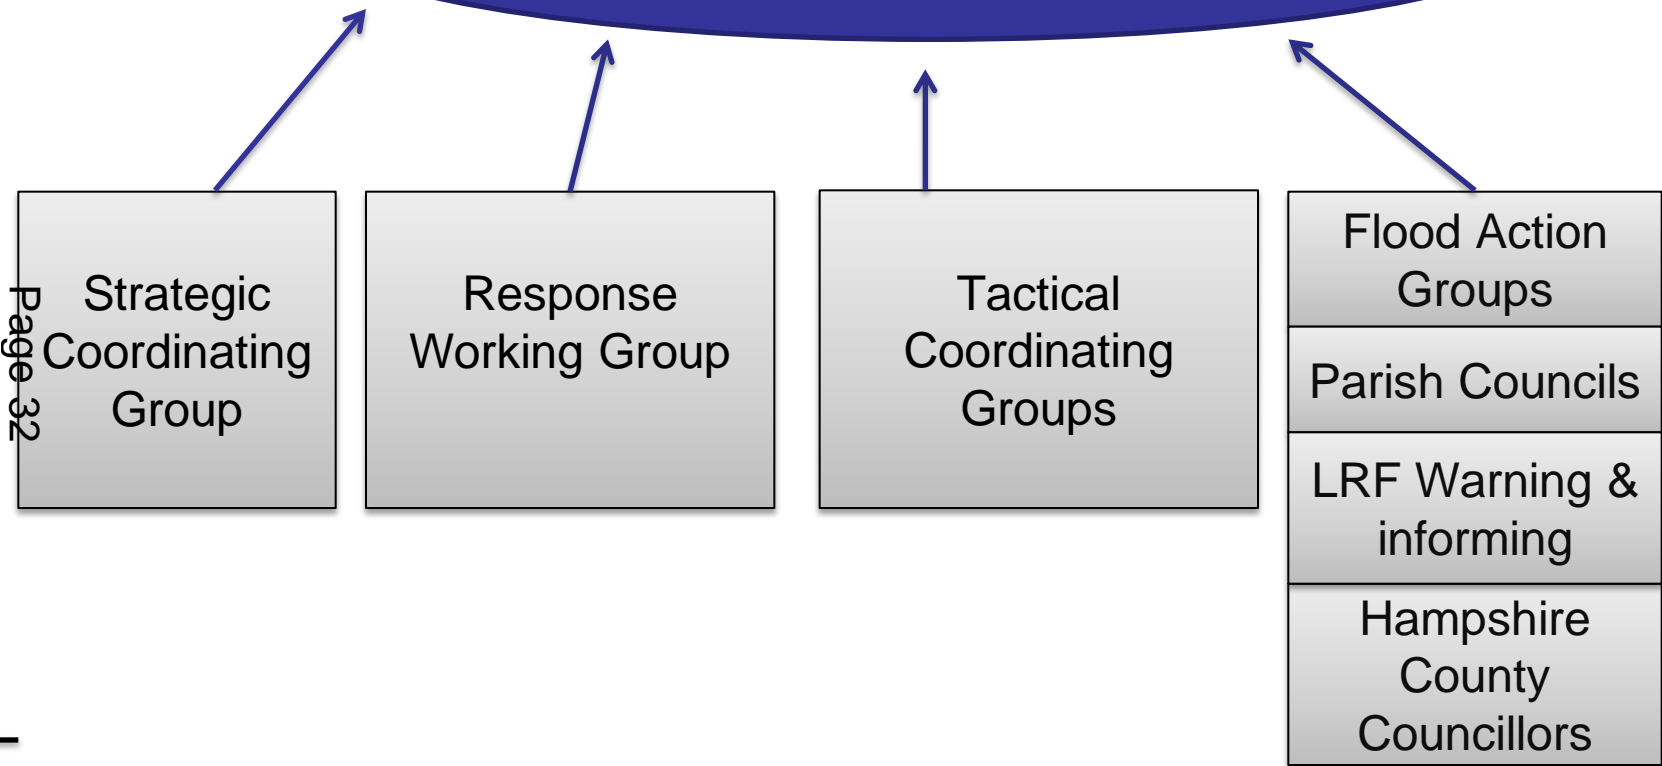 Strategic
Coordinating
Group
Response
Working Group
Tactical
Coordinating
Groups
Flood Action
Groups
Parish Councils
LRF Warning &
informing
Hampshire
County
Councillors
Page 32